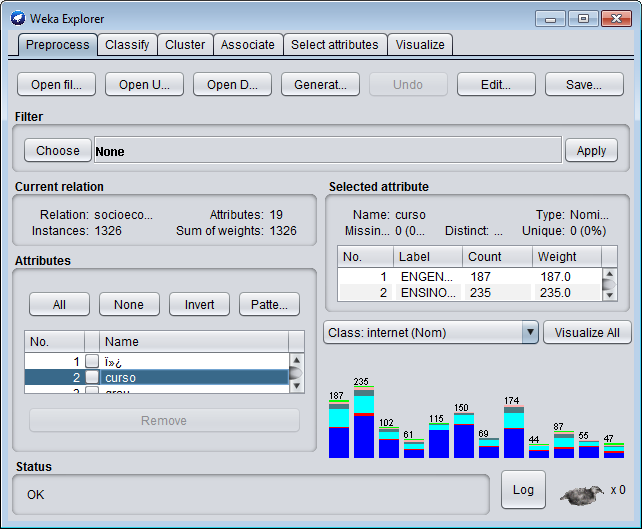 Weka Explorer
Preprocess Classify Cluster Associate Select attributes Visualize
Open fil... Open U... Open D... Generat... Undo Edit... Save...
Filter
Choose None Apply
Current relation
Relation: socioeco... Attributes: 19
Instances: 1326 Sum of weights: 1326
Selected attribute
Name: curso Type: Nomi...
Missin... 0 (0... Distinct: ... Unique: 0 (0%)
No. Label Count Weight
1 ENGEN... 187 187.0
2 ENSINO... 235 235.0
Attributes
All None Invert Patte...
No. Name
1 ï»¿
2 curso
3 grau
Remove
Class: internet (Nom) Visualize All
187 235 102 61 115 150 69 174 44 87 55 47
Status
OK
Log x 0